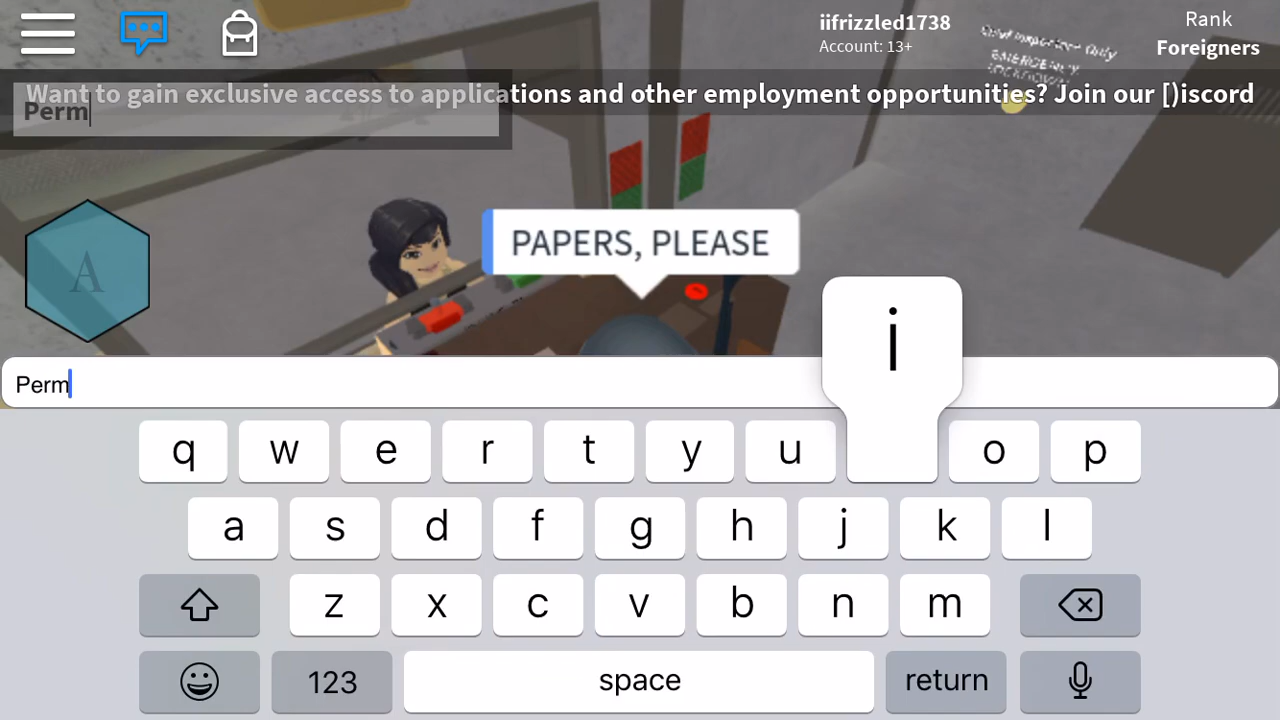 iifrizzled1738
Account: 13+
Rank
Foreigners
Want to gain exclusive access to applications and other employment opportunities? Join our [)iscord
Perm
A
PAPERS, PLEASE
i
Perm
q w e r t y u o p
a s d f g h j k l
z x c v b n m
123 space return